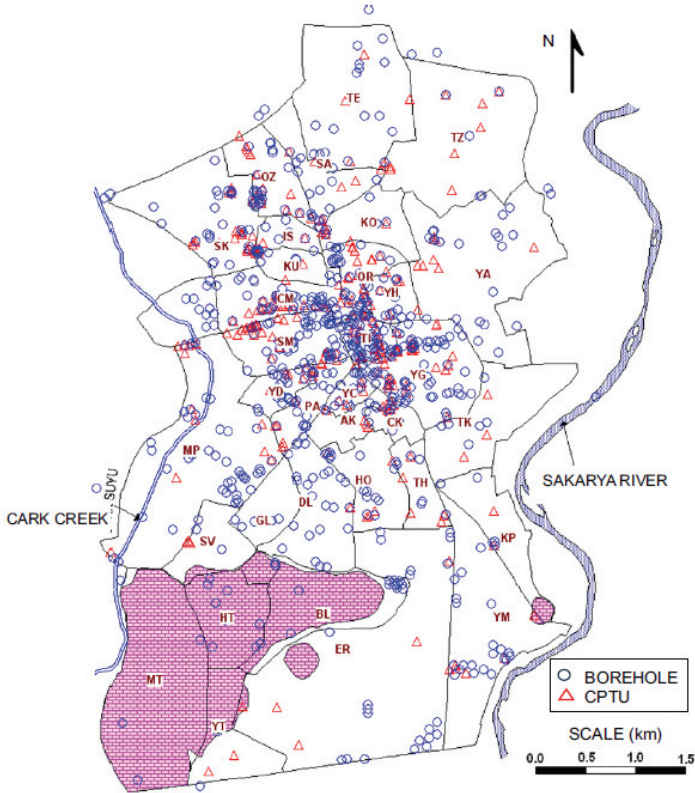 N
TE
TZ
SA
OZ
KO
SK
IS
YA
KU
OR
YH
CM
TI
SM
YG
YD
YC
PA
AK
CK
TK
MP
SUYU
HO
TH
SAKARYA RIVER
DL
CARK CREEK
GL
SV
KP
HT
BL
YM
ER
MT
YT
BOREHOLE
CPTU
SCALE (km)
0.0 0.5 1.0 1.5